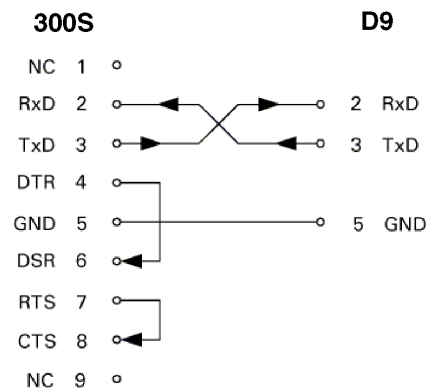 300S D9
NC 1
RxD 2 2 RxD
TxD 3 3 TxD
DTR 4
GND 5 5 GND
DSR 6
RTS 7
CTS 8
NC 9